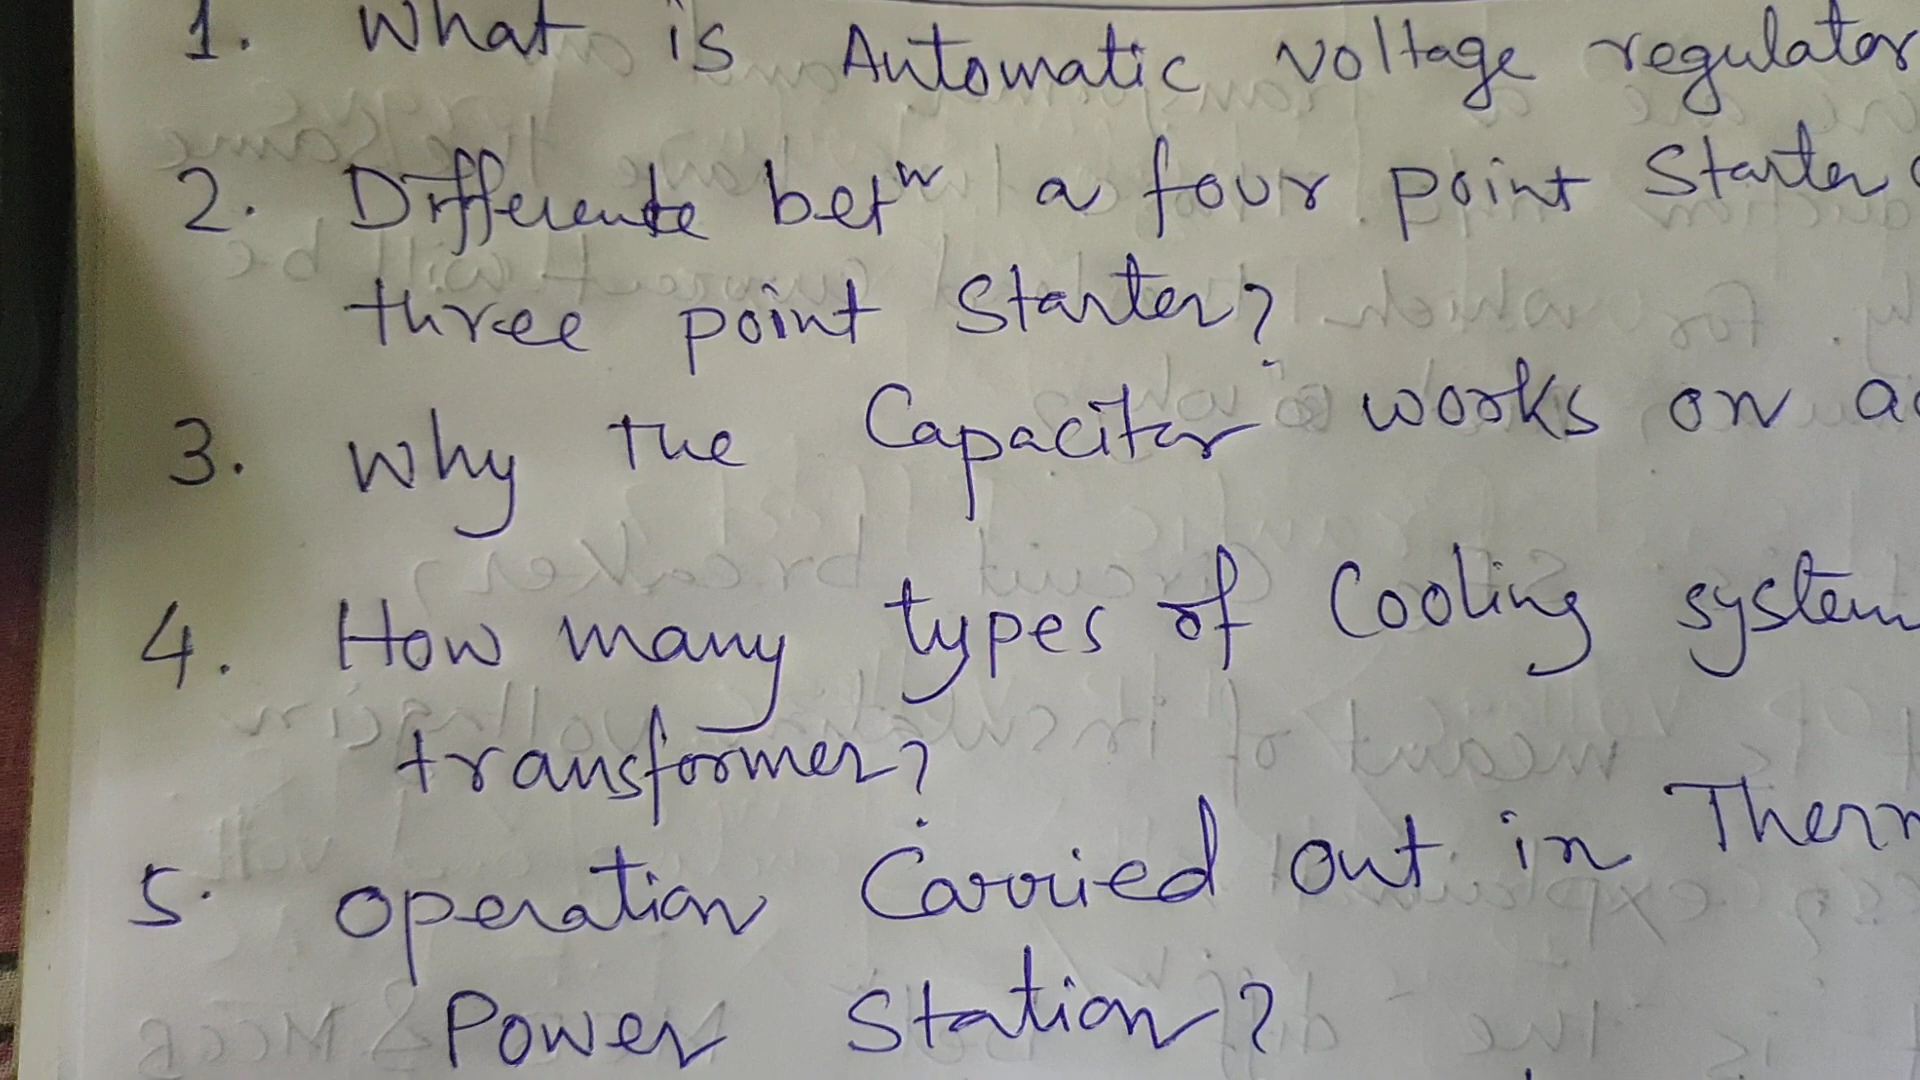 1. What is Automatic voltage regulator
2. Differente betw a four point Starter
three point Starter?
3. Why the Capacitor works on
4. How many types of Cooling system
transformer?
5. Operation Carried out in Therm
Power Station?